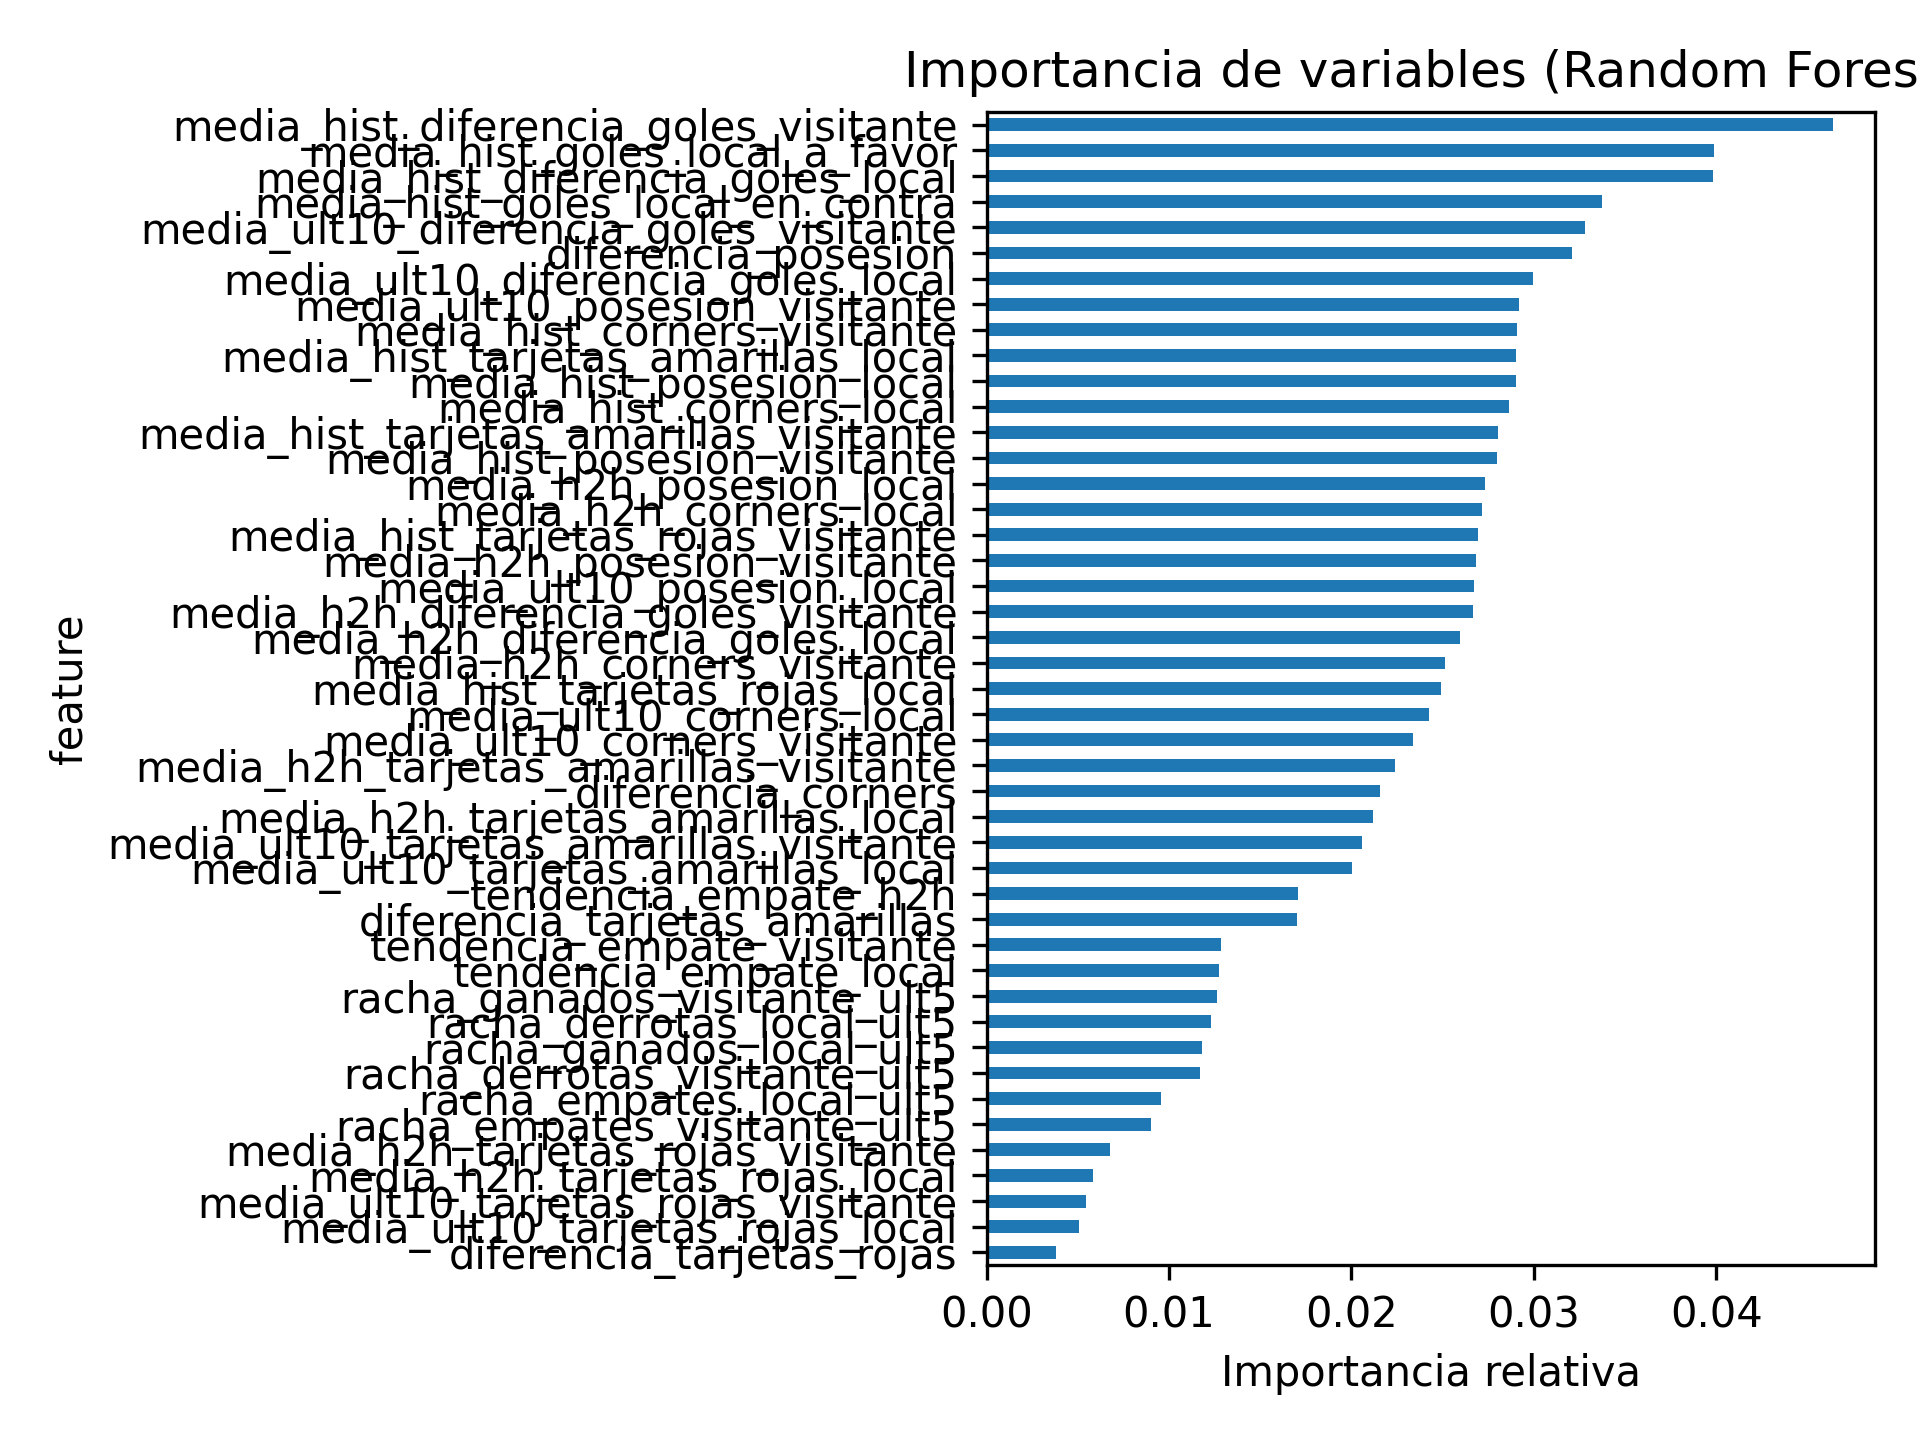 Importancia de variables (Random Fores
media_hist_diferencia_goles_visitante
media_hist_goles_local_a_favor
media_hist_diferencia_goles_local
media_hist_goles_local_en_contra
media_ult10_diferencia_goles_visitante
diferencia_posesion
media_ult10_diferencia_goles_local
media_ult10_posesion_visitante
media_hist_corners_visitante
media_hist_tarjetas_amarillas_local
media_hist_posesion_local
media_hist_corners_local
media_hist_tarjetas_amarillas_visitante
media_hist_posesion_visitante
media_h2h_posesion_local
media_h2h_corners_local
media_hist_tarjetas_rojas_visitante
media_h2h_posesion_visitante
media_ult10_posesion_local
media_h2h_diferencia_goles_visitante
media_h2h_diferencia_goles_local
media_h2h_corners_visitante
media_hist_tarjetas_rojas_local
media_ult10_corners_local
media_ult10_corners_visitante
media_h2h_tarjetas_amarillas_visitante
diferencia_corners
media_h2h_tarjetas_amarillas_local
media_ult10_tarjetas_amarillas_visitante
media_ult10_tarjetas_amarillas_local
tendencia_empate_h2h
diferencia_tarjetas_amarillas
tendencia_empate_visitante
tendencia_empate_local
racha_ganados_visitante_ult5
racha_derrotas_local_ult5
racha_ganados_local_ult5
racha_derrotas_visitante_ult5
racha_empates_local_ult5
racha_empates_visitante_ult5
media_h2h_tarjetas_rojas_visitante
media_h2h_tarjetas_rojas_local
media_ult10_tarjetas_rojas_visitante
media_ult10_tarjetas_rojas_local
diferencia_tarjetas_rojas
feature
0.00 0.01 0.02 0.03 0.04
Importancia relativa